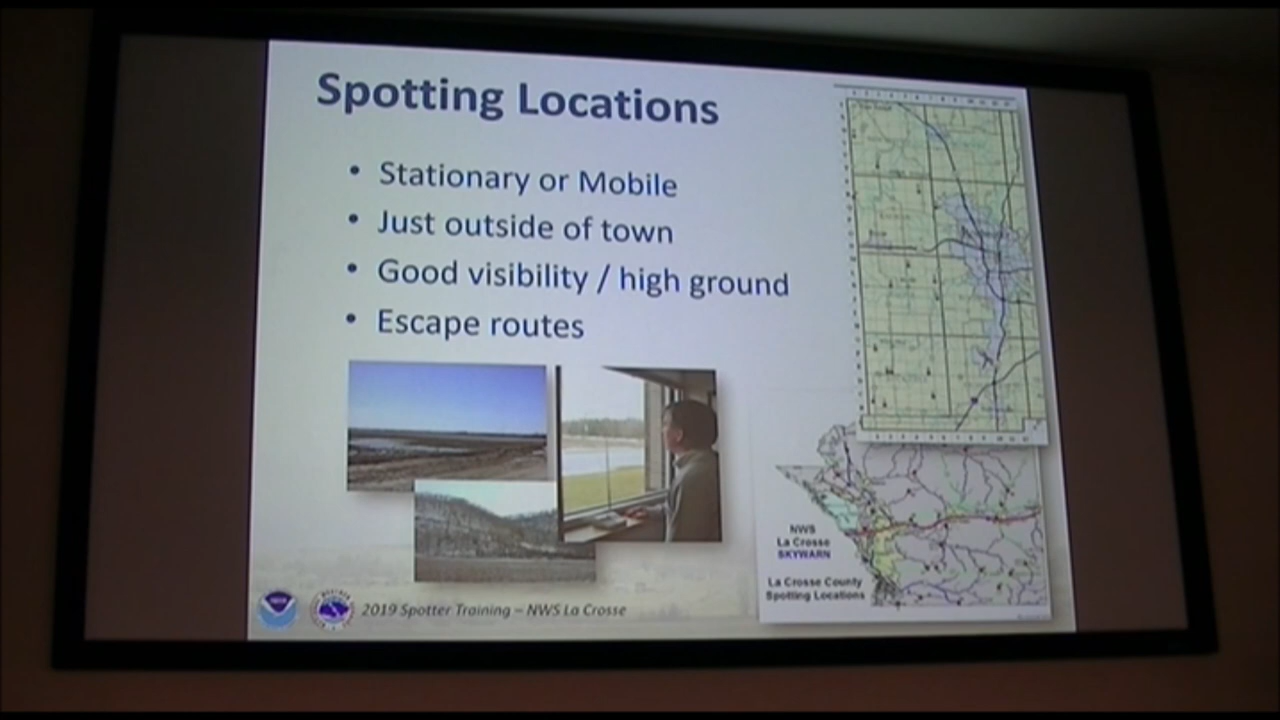 Spotting Locations
• Stationary or Mobile
• Just outside of town
• Good visibility / high ground
• Escape routes
NWS
La Crosse
SKYWARN
La Crosse County
Spotting Locations
2019 Spotter Training – NWS La Crosse